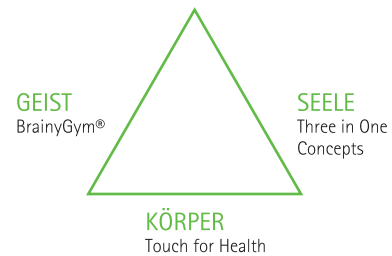 GEIST
BrainyGym®
SEELE
Three in One
Concepts
KÖRPER
Touch for Health